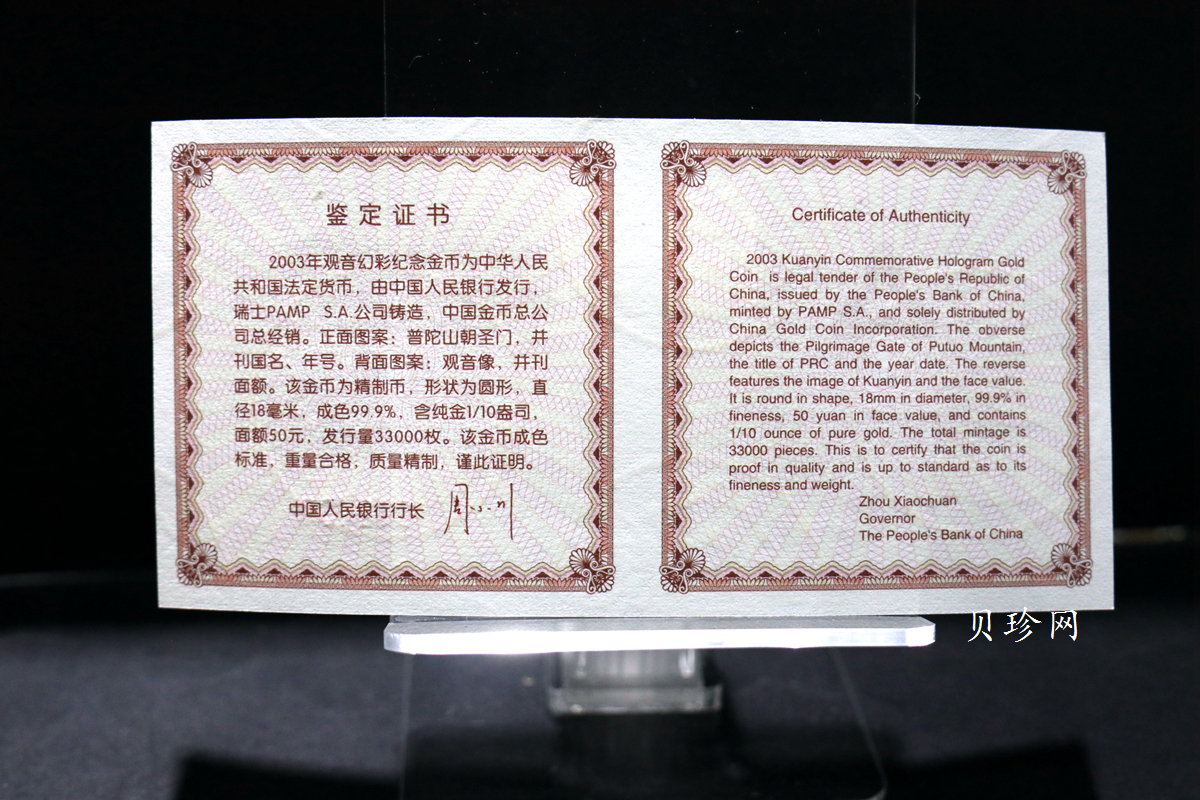 鉴定证书
2003年观音幻彩纪念金币为中华人民
共和国法定货币，由中国人民银行发行，
瑞士PAMP S.A.公司铸造，中国金币总公
司总经销。正面图案：普陀山朝圣门，并
刊国名、年号。背面图案：观音像，并刊
面额。该金币为精制币，形状为圆形，直
径18毫米，成色99.9%，含纯金1/10盎司，
面额50元，发行量33000枚。该金币成色
标准，重量合格，质量精制，谨此证明。
中国人民银行行长 周小川
Certificate of Authenticity
2003 Kuanyin Commemorative Hologram Gold
Coin is legal tender of the People's Republic of
China, issued by the People's Bank of China,
minted by PAMP S.A., and solely distributed by
China Gold Coin Incorporation. The obverse
depicts the Pilgrimage Gate of Putuo Mountain,
the title of PRC and the year date. The reverse
features the image of Kuanyin and the face value.
It is round in shape, 18mm in diameter, 99.9% in
fineness, 50 yuan in face value, and contains
1/10 ounce of pure gold. The total mintage is
33000 pieces. This is to certify that the coin is
proof in quality and is up to standard as to its
fineness and weight.
Zhou Xiaochuan
Governor
The People's Bank of China
贝珍网